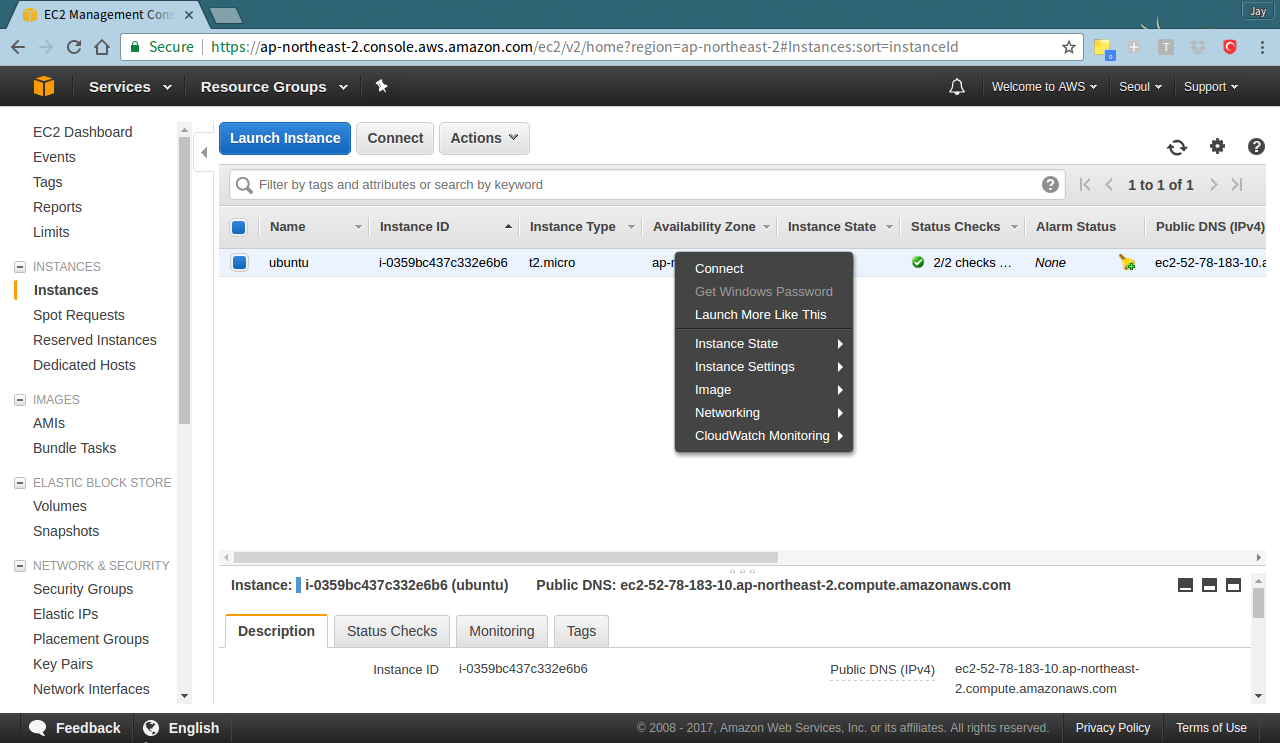 EC2 Management Cons
Jay
Secure https://ap-northeast-2.console.aws.amazon.com/ec2/v2/home?region=ap-northeast-2#Instances:sort=instanceId
Services Resource Groups Welcome to AWS Seoul Support
EC2 Dashboard
Events
Tags
Reports
Limits
INSTANCES
Instances
Spot Requests
Reserved Instances
Dedicated Hosts
IMAGES
AMIs
Bundle Tasks
ELASTIC BLOCK STORE
Volumes
Snapshots
NETWORK & SECURITY
Security Groups
Elastic IPs
Placement Groups
Key Pairs
Network Interfaces
Launch Instance Connect Actions
Filter by tags and attributes or search by keyword 1 to 1 of 1
Name Instance ID Instance Type Availability Zone Instance State Status Checks Alarm Status Public DNS (IPv4)
ubuntu i-0359bc437c332e6b6 t2.micro 2/2 checks … None ec2-52-78-183-10.a
Connect
Get Windows Password
Launch More Like This
Instance State
Instance Settings
Image
Networking
CloudWatch Monitoring
Instance: i-0359bc437c332e6b6 (ubuntu) Public DNS: ec2-52-78-183-10.ap-northeast-2.compute.amazonaws.com
Description Status Checks Monitoring Tags
Instance ID i-0359bc437c332e6b6 Public DNS (IPv4) ec2-52-78-183-10.ap-northeast-
2.compute.amazonaws.com
Feedback English © 2008 - 2017, Amazon Web Services, Inc. or its affiliates. All rights reserved. Privacy Policy Terms of Use